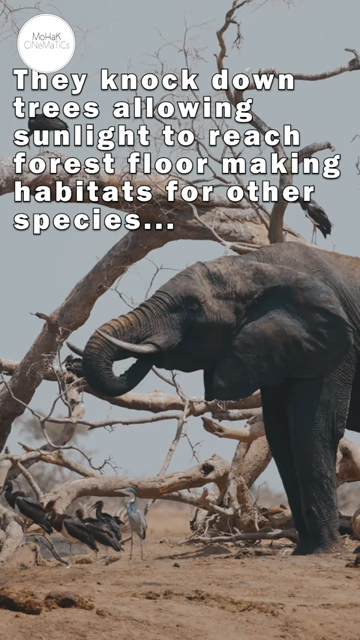 MoHaK
CiNeMaTiCs
They knock down
trees allowing
sunlight to reach
forest floor making
habitats for other
species...